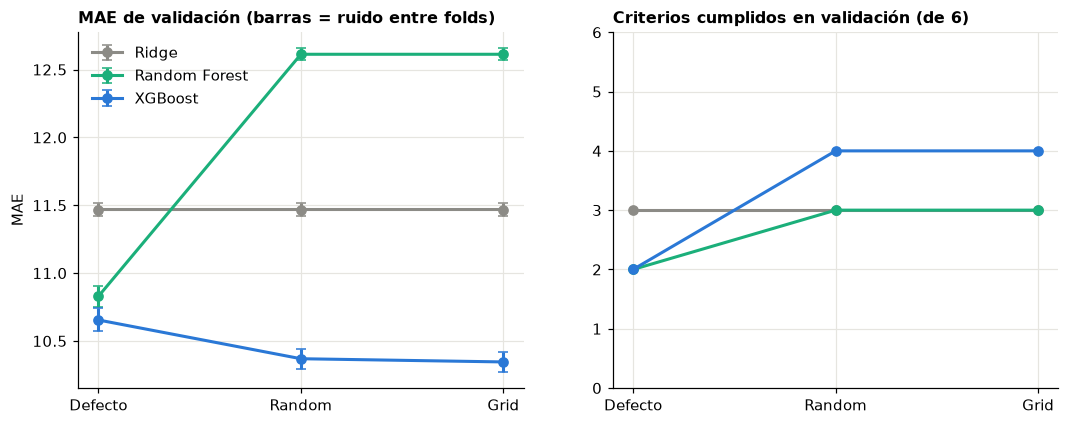 MAE de validación (barras = ruido entre folds)
MAE
12.5
12.0
11.5
11.0
10.5
Ridge
Random Forest
XGBoost
Defecto
Random
Grid
Criterios cumplidos en validación (de 6)
6
5
4
3
2
1
0
Defecto
Random
Grid